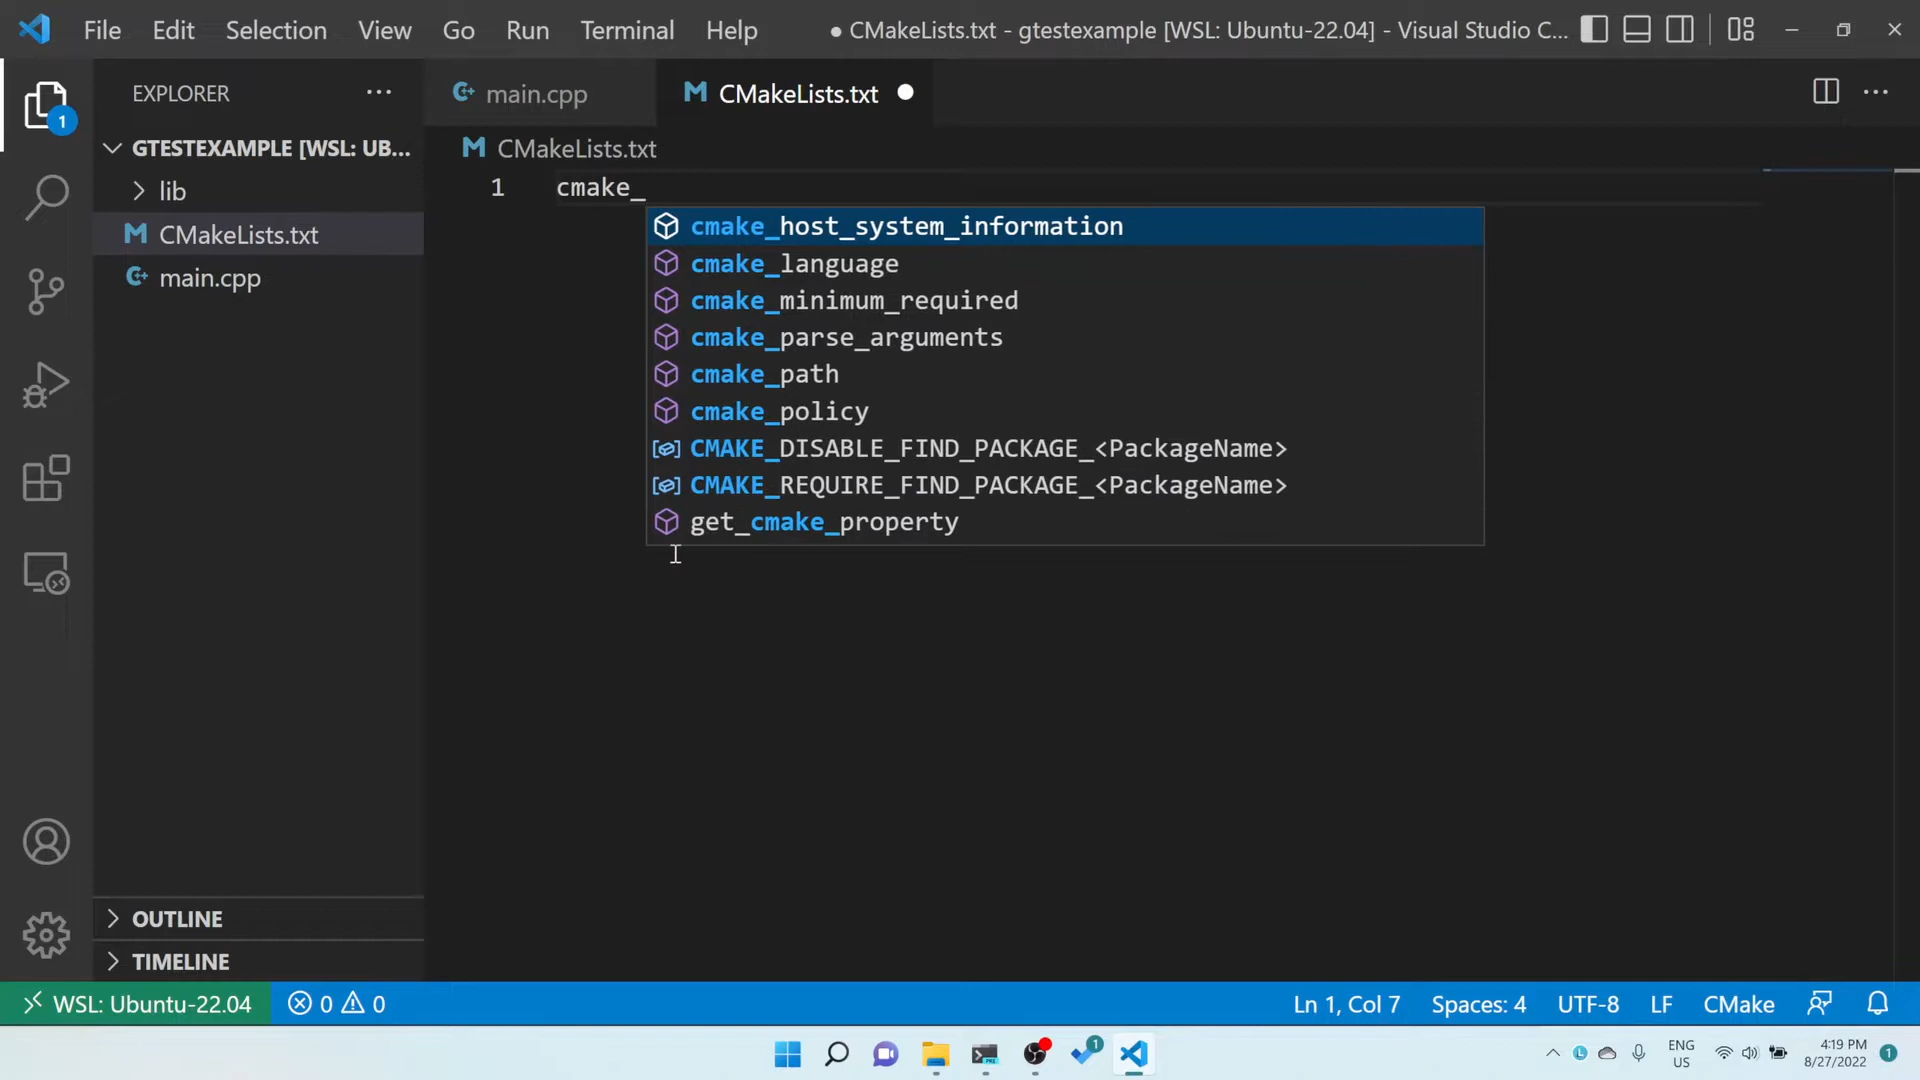 File Edit Selection View Go Run Terminal Help
● CMakeLists.txt - gtestexample [WSL: Ubuntu-22.04] - Visual Studio C...
EXPLORER
main.cpp
CMakeLists.txt
1
GTESTEXAMPLE [WSL: UB...
lib
CMakeLists.txt
main.cpp
CMakeLists.txt
1 cmake_
cmake_host_system_information
cmake_language
cmake_minimum_required
cmake_parse_arguments
cmake_path
cmake_policy
CMAKE_DISABLE_FIND_PACKAGE_<PackageName>
CMAKE_REQUIRE_FIND_PACKAGE_<PackageName>
get_cmake_property
OUTLINE
TIMELINE
WSL: Ubuntu-22.04 0 0
Ln 1, Col 7 Spaces: 4 UTF-8 LF CMake
1
ENG
US
4:19 PM
8/27/2022
1